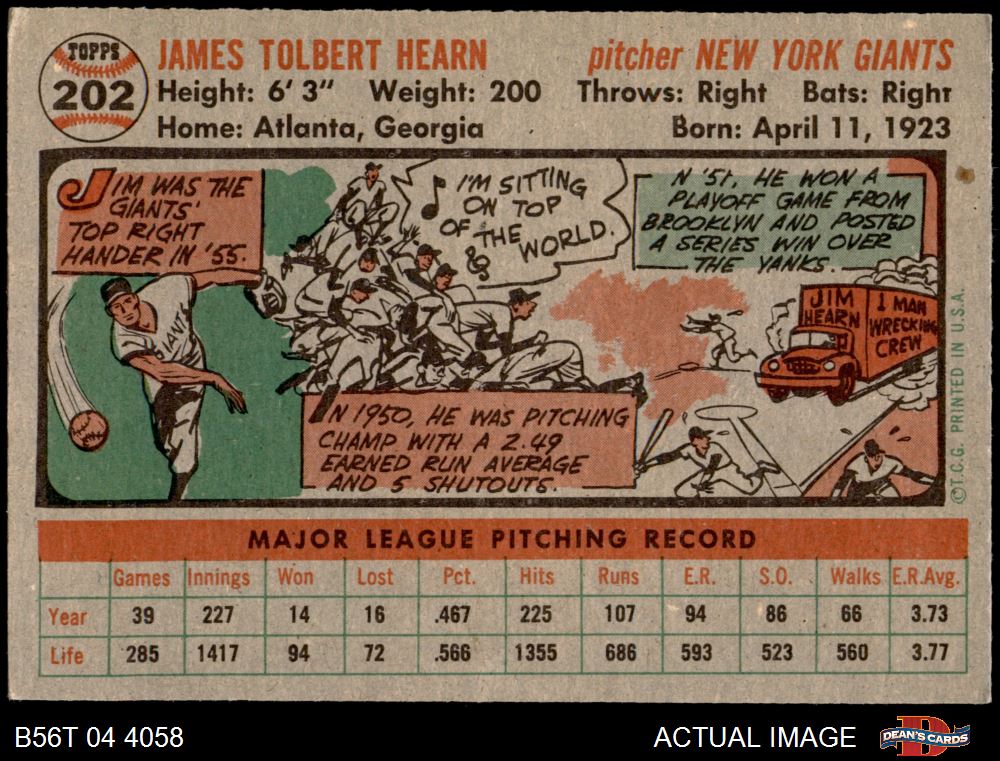 TOPPS
202
JAMES TOLBERT HEARN
pitcher NEW YORK GIANTS
Height: 6' 3" Weight: 200 Throws: Right Bats: Right
Home: Atlanta, Georgia Born: April 11, 1923
JIM WAS THE
GIANTS'
TOP RIGHT
HANDER IN '55.
GIANTS
I'M SITTING
ON TOP
OF THE
WORLD.
IN 1950, HE WAS PITCHING
CHAMP WITH A 2.49
EARNED RUN AVERAGE
AND 5 SHUTOUTS.
N '51, HE WON A
PLAYOFF GAME FROM
BROOKLYN AND POSTED
A SERIES WIN OVER
THE YANKS.
JIM
HEARN
1 MAN
WRECKING
CREW
©T.C.G. PRINTED IN U.S.A.
MAJOR LEAGUE PITCHING RECORD
Games Innings Won Lost Pct. Hits Runs E.R. S.O. Walks E.R.Avg.
Year 39 227 14 16 .467 225 107 94 86 66 3.73
Life 285 1417 94 72 .566 1355 686 593 523 560 3.77
B56T 04 4058
ACTUAL IMAGE
DEAN'S CARDS